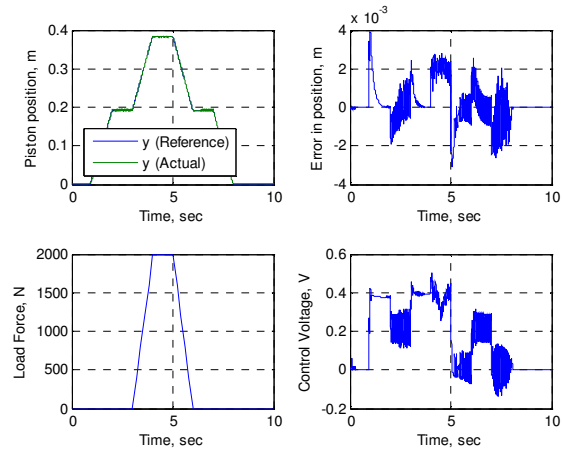 0.4
0.3
0.2
0.1
0
Piston position, m
y (Reference)
y (Actual)
0 5 10
Time, sec
x 10-3
4
2
0
-2
-4
Error in position, m
0 5 10
Time, sec
2000
1500
1000
500
0
Load Force, N
0 5 10
Time, sec
0.6
0.4
0.2
0
-0.2
Control Voltage, V
0 5 10
Time, sec